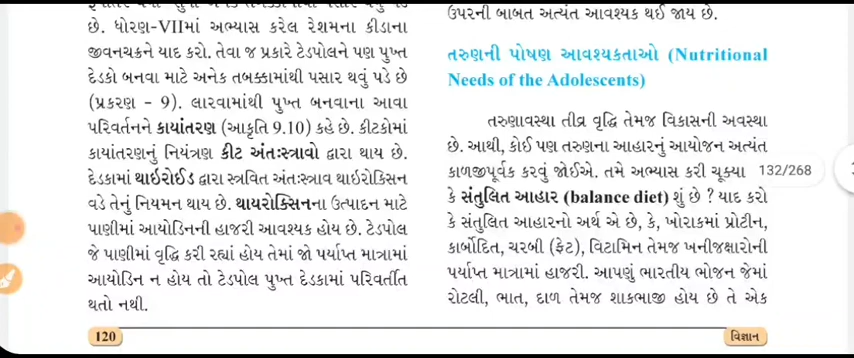 છે. ધોરણ-VIIમાં અભ્યાસ કરેલ રેશમના કીડાના
જીવનચક્રને યાદ કરો. તેવા જ પ્રકારે ટેડપોલને પણ પુખ્ત
દેડકો બનવા માટે અનેક તબક્કામાંથી પસાર થવું પડે છે
(પ્રકરણ - 9). લારવામાંથી પુખ્ત બનવાના આવા
પરિવર્તનને કાયાંતરણ (આકૃતિ 9.10) કહે છે. કીટકોમાં
કાયાંતરણનું નિયંત્રણ કીટ અંતઃસ્ત્રાવો દ્વારા થાય છે.
દેડકામાં થાઇરોઈડ દ્વારા સ્ત્રવિત અંતઃસ્ત્રાવ થાઇરોક્સિન
વડે તેનું નિયમન થાય છે. થાયરોક્સિનના ઉત્પાદન માટે
પાણીમાં આયોડિનની હાજરી આવશ્યક હોય છે. ટેડપોલ
જે પાણીમાં વૃદ્ધિ કરી રહ્યાં હોય તેમાં જો પર્યાપ્ત માત્રામાં
આયોડિન ન હોય તો ટેડપોલ પુખ્ત દેડકામાં પરિવર્તીત
થતો નથી.
ઉપરની બાબત અત્યંત આવશ્યક થઈ જાય છે.
તરુણની પોષણ આવશ્યકતાઓ (Nutritional
Needs of the Adolescents)
તરુણાવસ્થા તીવ્ર વૃદ્ધિ તેમજ વિકાસની અવસ્થા
છે. આથી, કોઈ પણ તરુણના આહારનું આયોજન અત્યંત
કાળજીપૂર્વક કરવું જોઈએ. તમે અભ્યાસ કરી ચૂક્યા
કે સંતુલિત આહાર (balance diet) શું છે ? યાદ કરો
કે સંતુલિત આહારનો અર્થ એ છે, કે, ખોરાકમાં પ્રોટીન,
કાર્બોદિત, ચરબી (ફેટ), વિટામિન તેમજ ખનીજક્ષારોની
પર્યાપ્ત માત્રામાં હાજરી. આપણું ભારતીય ભોજન જેમાં
રોટલી, ભાત, દાળ તેમજ શાકભાજી હોય છે તે એક
132/268
120
વિજ્ઞાન